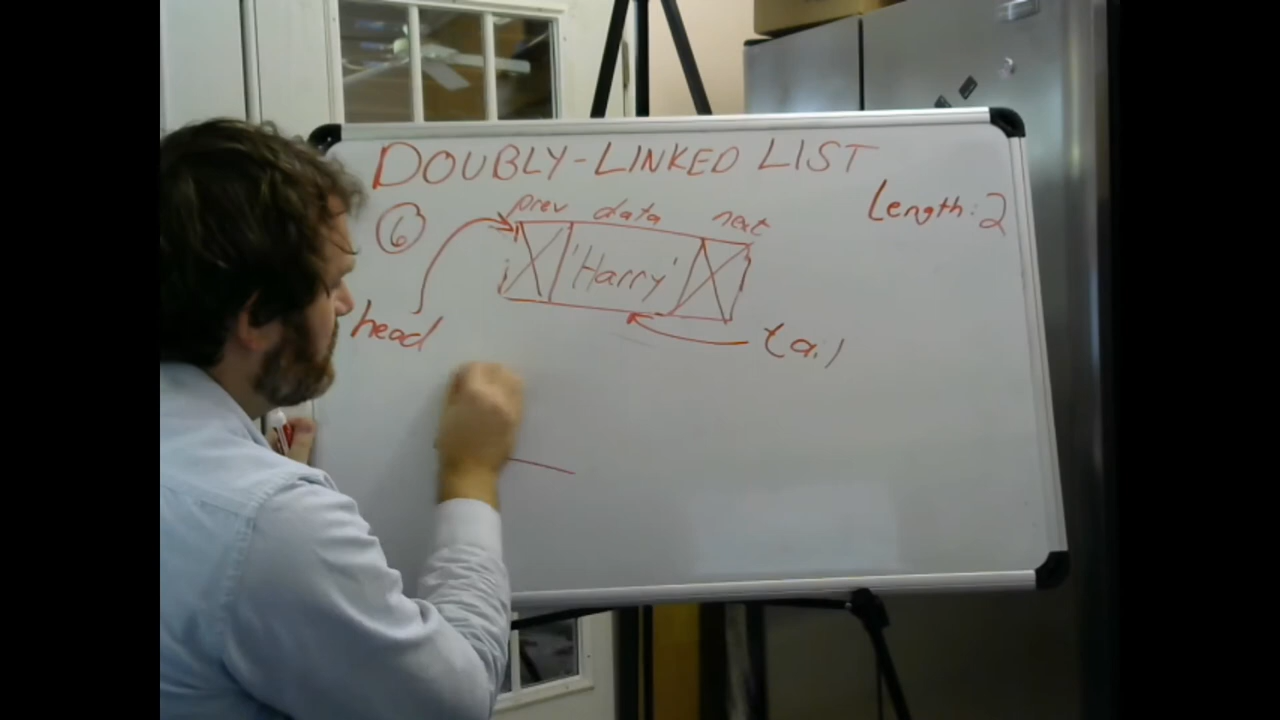 DOUBLY-LINKED LIST
6 prev data next Length: 2
'Harry'
head tail